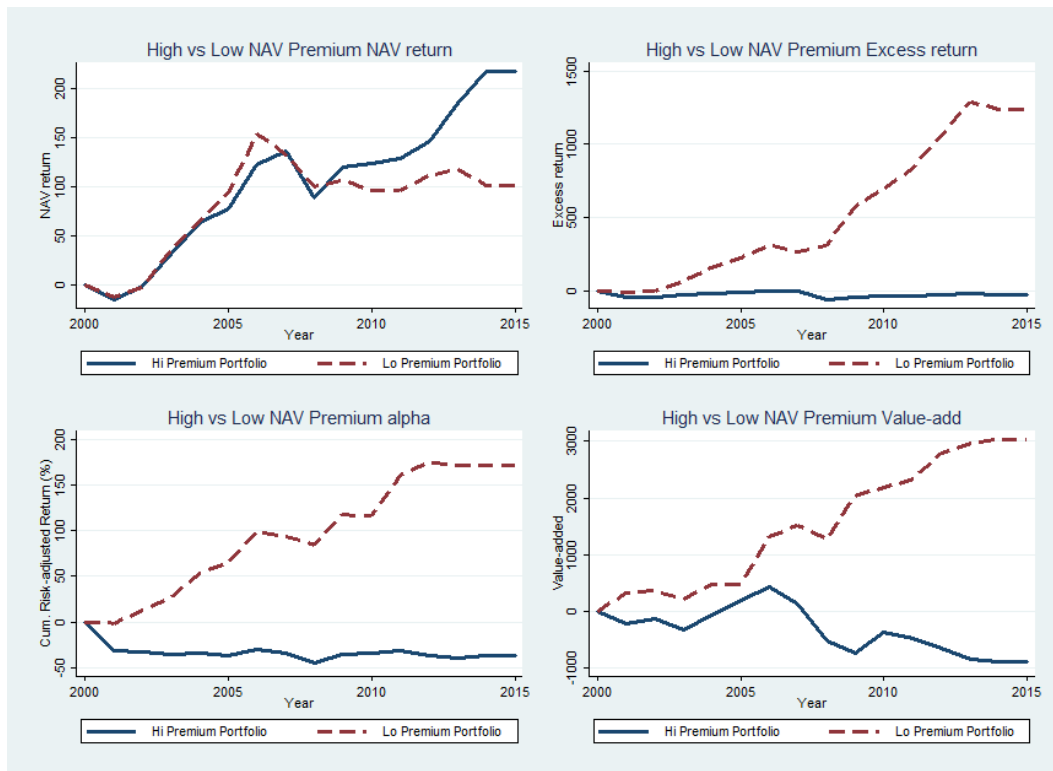 High vs Low NAV Premium NAV return
NAV return
200
150
100
50
0
2000
2005
2010
2015
Year
Hi Premium Portfolio
Lo Premium Portfolio
High vs Low NAV Premium Excess return
Excess return
1500
1000
500
0
2000
2005
2010
2015
Year
Hi Premium Portfolio
Lo Premium Portfolio
High vs Low NAV Premium alpha
Cum. Risk-adjusted Return (%)
200
150
100
50
0
-50
2000
2005
2010
2015
Year
Hi Premium Portfolio
Lo Premium Portfolio
High vs Low NAV Premium Value-add
Value-added
3000
2000
1000
0
-1000
2000
2005
2010
2015
Year
Hi Premium Portfolio
Lo Premium Portfolio